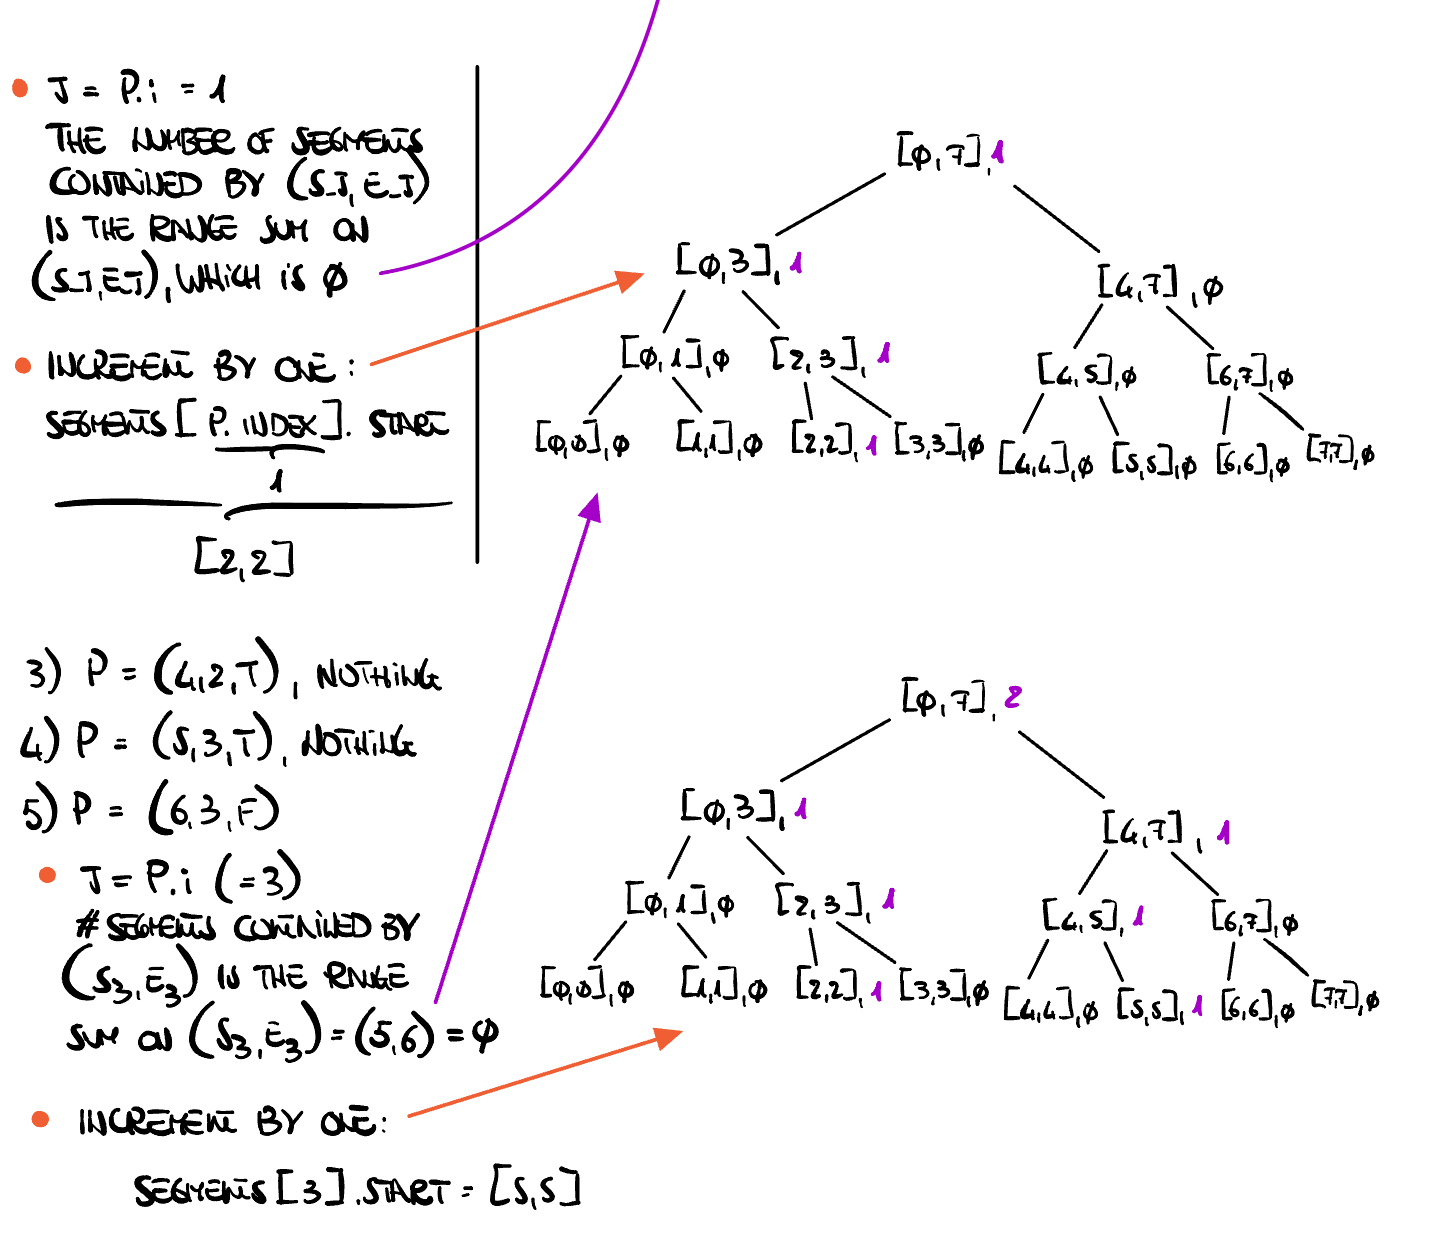 J = P.i = 1
THE NUMBER OF SEGMENTS
CONTAINED BY (S_J, E_J)
IS THE RANGE SUM ON
(S_J, E_J), WHICH IS Ø
INCREMENT BY ONE:
SEGMENTS[P.INDEX].START
1
[2,2]
[Ø,7],1
[Ø,3],1
[4,7],Ø
[Ø,1],Ø
[2,3],1
[4,5],Ø
[6,7],Ø
[Ø,Ø],Ø
[1,1],Ø
[2,2],1
[3,3],Ø
[4,4],Ø
[5,5],Ø
[6,6],Ø
[7,7],Ø
3) P = (4,2,T), NOTHING
4) P = (5,3,T), NOTHING
5) P = (6,3,F)
J = P.i (=3)
# SEGMENTS CONTAINED BY
(S3, E3) IS THE RANGE
SUM ON (S3, E3) = (5,6) = Ø
INCREMENT BY ONE:
SEGMENTS[3].START = [5,5]
[Ø,7],2
[Ø,3],1
[4,7],1
[Ø,1],Ø
[2,3],1
[4,5],1
[6,7],Ø
[Ø,Ø],Ø
[1,1],Ø
[2,2],1
[3,3],Ø
[4,4],Ø
[5,5],1
[6,6],Ø
[7,7],Ø